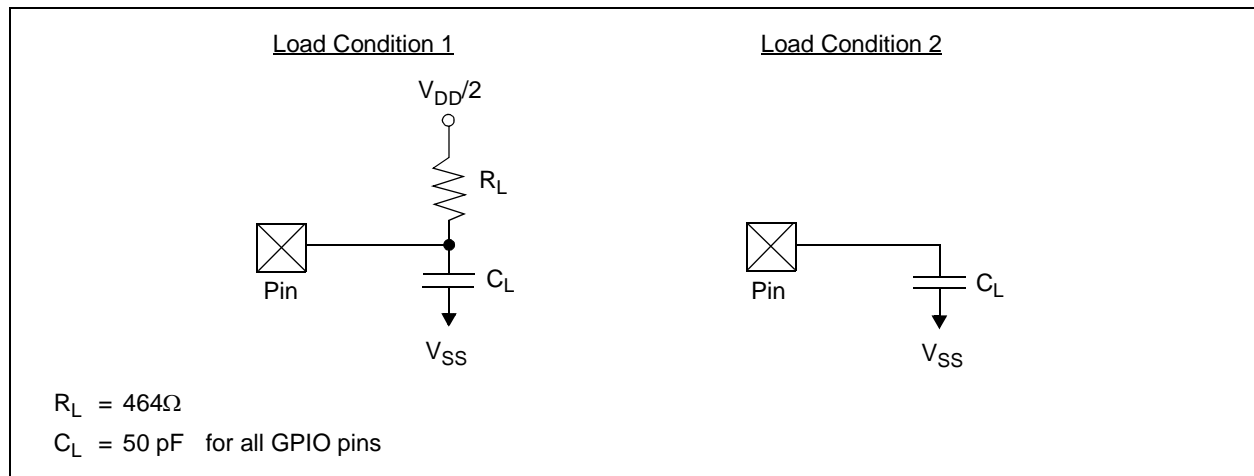 Load Condition 1
V_DD/2
R_L
Pin
C_L
V_SS
Load Condition 2
Pin
C_L
V_SS
R_L = 464Ω
C_L = 50 pF for all GPIO pins